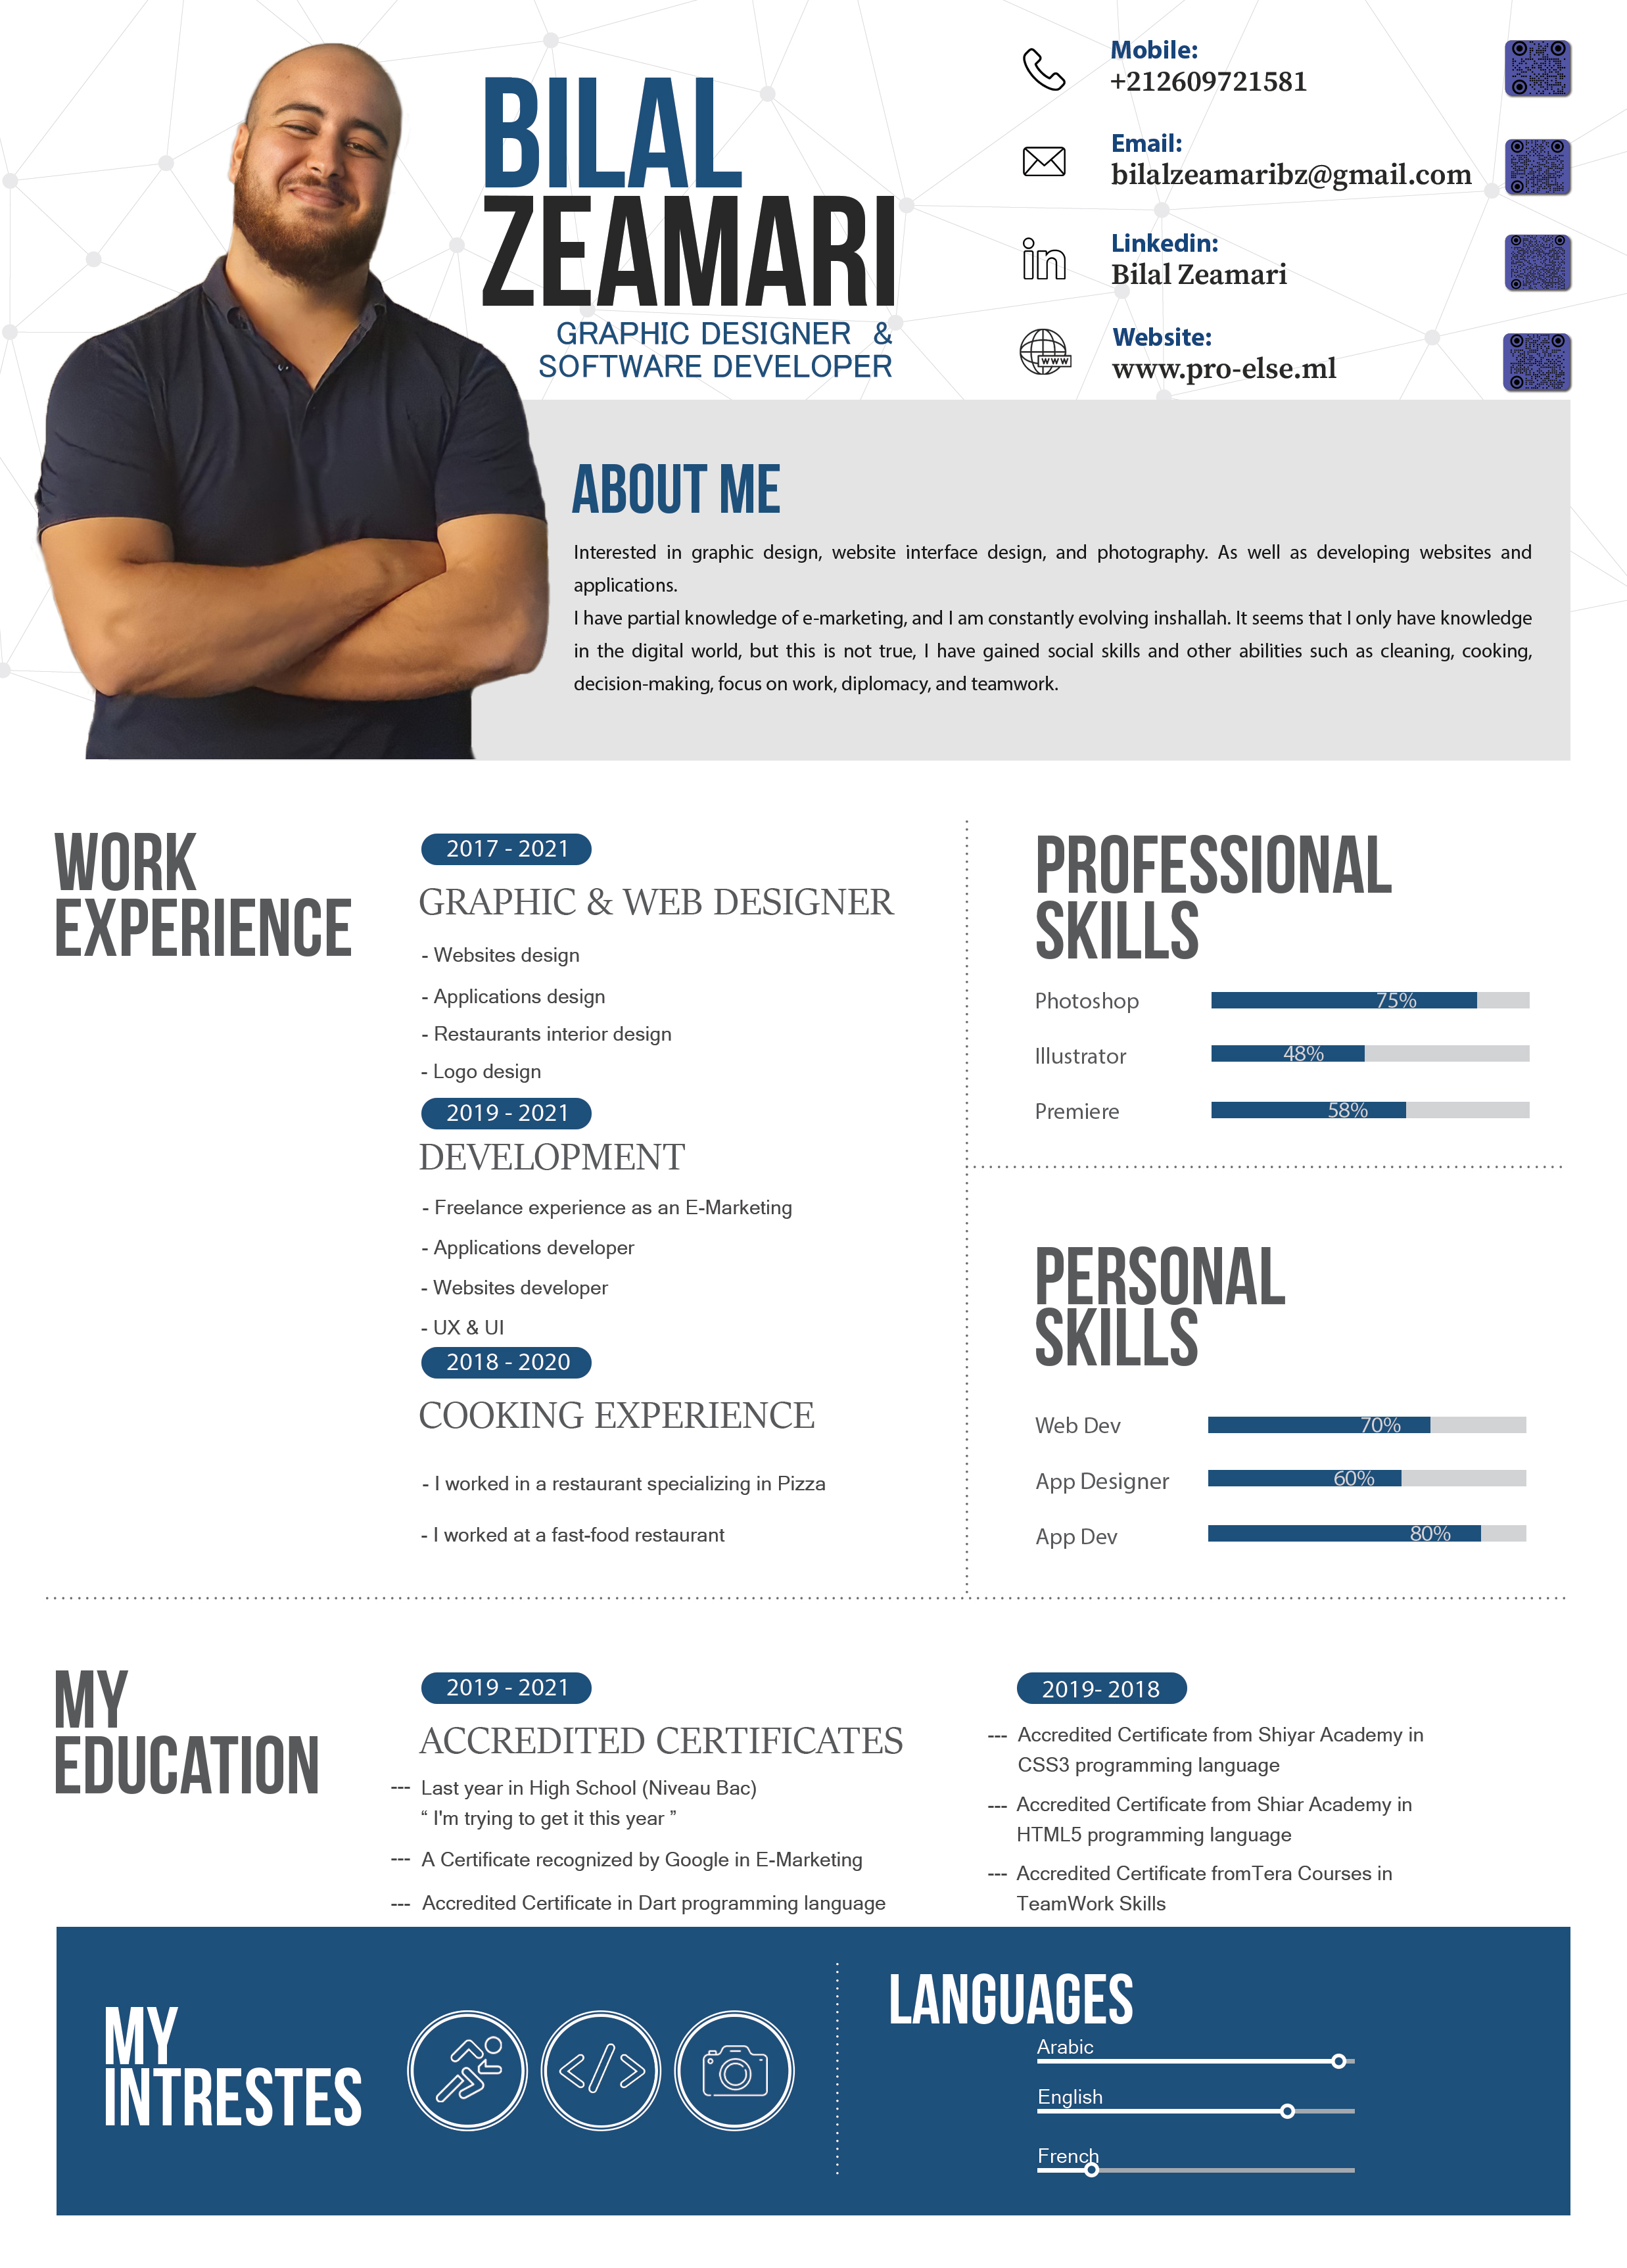 BILAL
ZEAMARI
GRAPHIC DESIGNER &
SOFTWARE DEVELOPER
Mobile:
+212609721581
Email:
bilalzeamaribz@gmail.com
Linkedin:
Bilal Zeamari
Website:
www.pro-else.ml
in
WWW
ABOUT ME
Interested in graphic design, website interface design, and photography. As well as developing websites and
applications.
I have partial knowledge of e-marketing, and I am constantly evolving inshallah. It seems that I only have knowledge
in the digital world, but this is not true, I have gained social skills and other abilities such as cleaning, cooking,
decision-making, focus on work, diplomacy, and teamwork.
WORK
EXPERIENCE
2017 - 2021
GRAPHIC & WEB DESIGNER
- Websites design
- Applications design
- Restaurants interior design
- Logo design
2019 - 2021
DEVELOPMENT
- Freelance experience as an E-Marketing
- Applications developer
- Websites developer
- UX & UI
2018 - 2020
COOKING EXPERIENCE
- I worked in a restaurant specializing in Pizza
- I worked at a fast-food restaurant
PROFESSIONAL
SKILLS
Photoshop 75%
Illustrator 48%
Premiere 58%
PERSONAL
SKILLS
Web Dev 70%
App Designer 60%
App Dev 80%
MY
EDUCATION
2019 - 2021
ACCREDITED CERTIFICATES
--- Last year in High School (Niveau Bac)
“ I'm trying to get it this year ”
--- A Certificate recognized by Google in E-Marketing
--- Accredited Certificate in Dart programming language
2019- 2018
--- Accredited Certificate from Shiyar Academy in
CSS3 programming language
--- Accredited Certificate from Shiar Academy in
HTML5 programming language
--- Accredited Certificate fromTera Courses in
TeamWork Skills
MY
INTRESTES
</>
LANGUAGES
Arabic
English
French